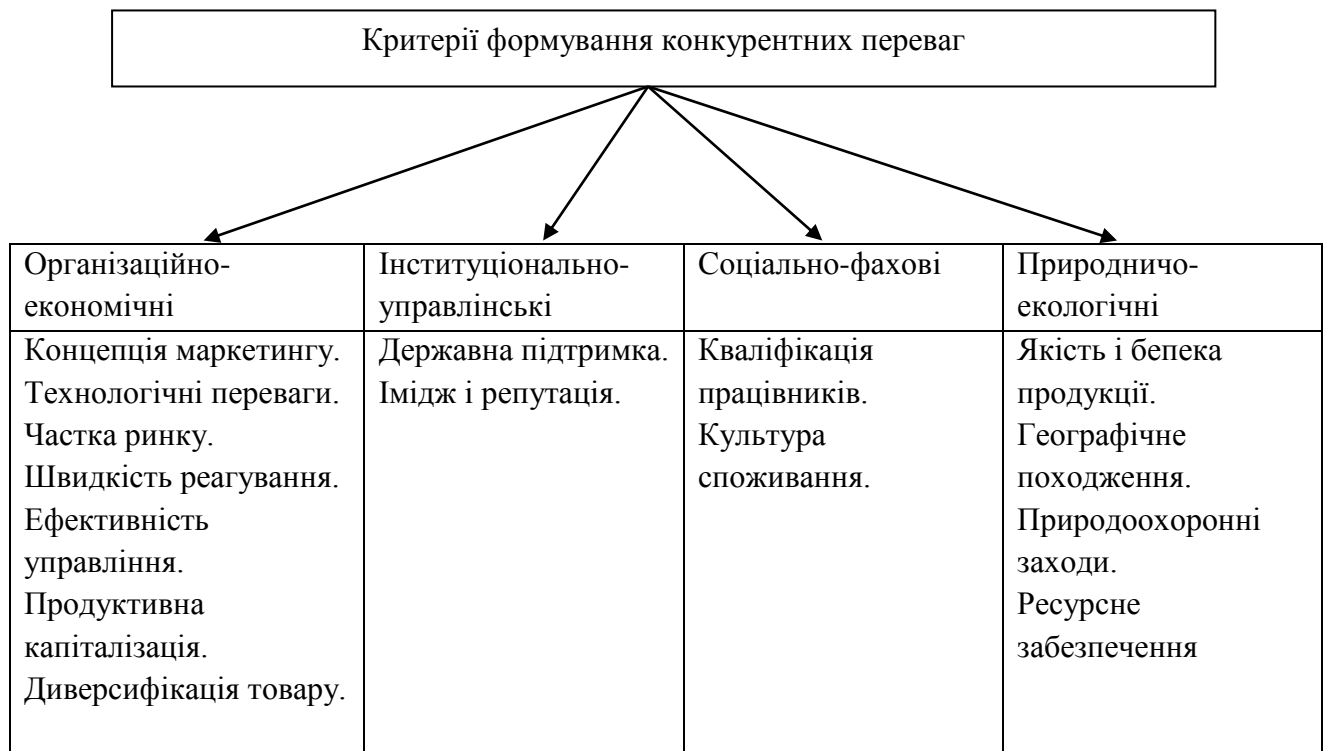 Критерії формування конкурентних переваг
Організаційно-
економічні
Інституціонально-
управлінські
Соціально-фахові
Природничо-
екологічні
Концепція маркетингу.
Технологічні переваги.
Частка ринку.
Швидкість реагування.
Ефективність
управління.
Продуктивна
капіталізація.
Диверсифікація товару.
Державна підтримка.
Імідж і репутація.
Кваліфікація
працівників.
Культура
споживання.
Якість і бепека
продукції.
Географічне
походження.
Природоохоронні
заходи.
Ресурсне
забезпечення